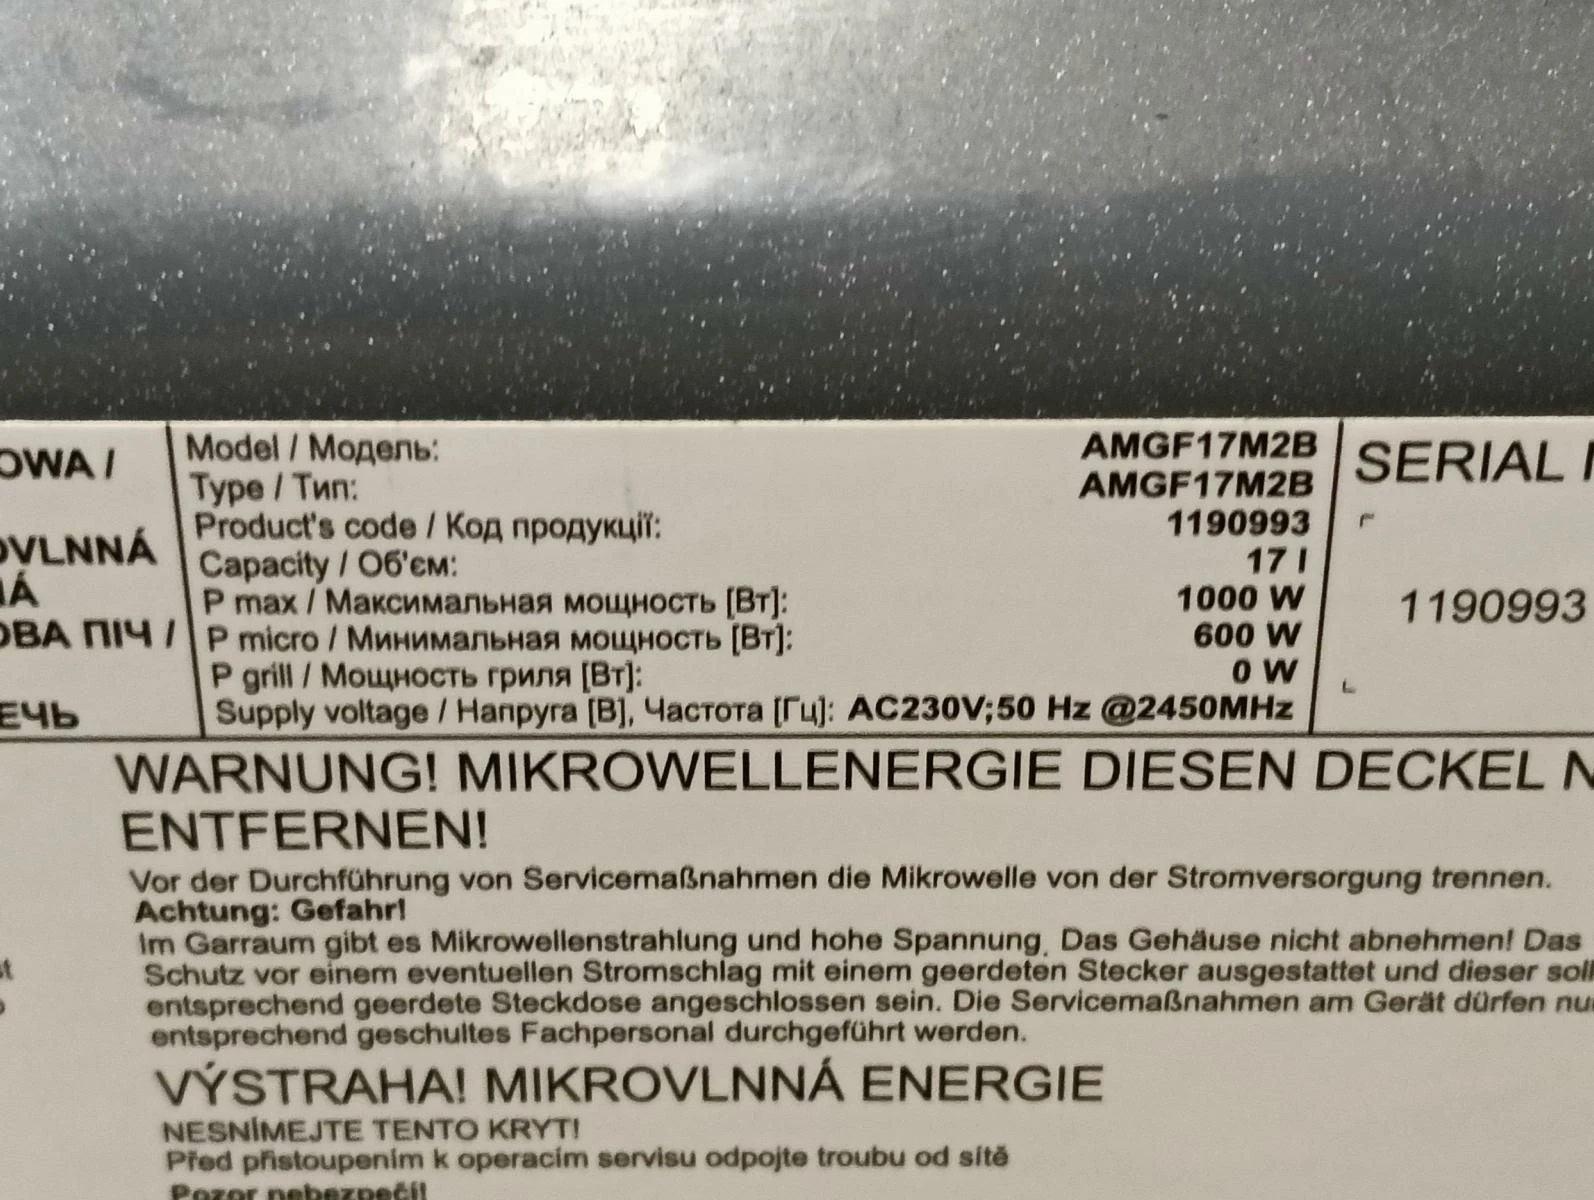 OWA /
OVLNNÁ
NÁ
OVA ПІЧ /
ЕЧЬ
Model / Модель: AMGF17M2B
Type / Тип: AMGF17M2B
Product's code / Код продукції: 1190993
Capacity / Об'єм: 17 l
P max / Максимальная мощность [Вт]: 1000 W
P micro / Минимальная мощность [Вт]: 600 W
P grill / Мощность гриля [Вт]: 0 W
Supply voltage / Напруга [В], Частота [Гц]: AC230V;50 Hz @2450MHz
SERIAL
1190993
WARNUNG! MIKROWELLENERGIE DIESEN DECKEL
ENTFERNEN!
Vor der Durchführung von Servicemaßnahmen die Mikrowelle von der Stromversorgung trennen.
Achtung: Gefahr!
Im Garraum gibt es Mikrowellenstrahlung und hohe Spannung. Das Gehäuse nicht abnehmen! Das
Schutz vor einem eventuellen Stromschlag mit einem geerdeten Stecker ausgestattet und dieser soll
entsprechend geerdete Steckdose angeschlossen sein. Die Servicemaßnahmen am Gerät dürfen nu
entsprechend geschultes Fachpersonal durchgeführt werden.
VÝSTRAHA! MIKROVLNNÁ ENERGIE
NESNÍMEJTE TENTO KRYT!
Před přistoupením k operacím servisu odpojte troubu od sítě
Pozor nebezpečí!